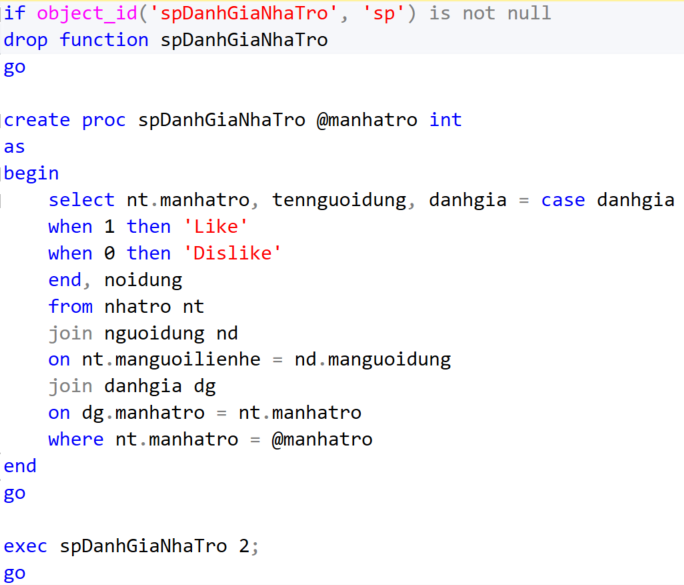 if object_id('spDanhGiaNhaTro', 'sp') is not null
drop function spDanhGiaNhaTro
go
create proc spDanhGiaNhaTro @manhatro int
as
begin
select nt.manhatro, tennguoidung, danhgia = case danhgia
when 1 then 'Like'
when 0 then 'Dislike'
end, noidung
from nhatro nt
join nguoidung nd
on nt.manguoilienhe = nd.manguoidung
join danhgia dg
on dg.manhatro = nt.manhatro
where nt.manhatro = @manhatro
end
go
exec spDanhGiaNhaTro 2;
go